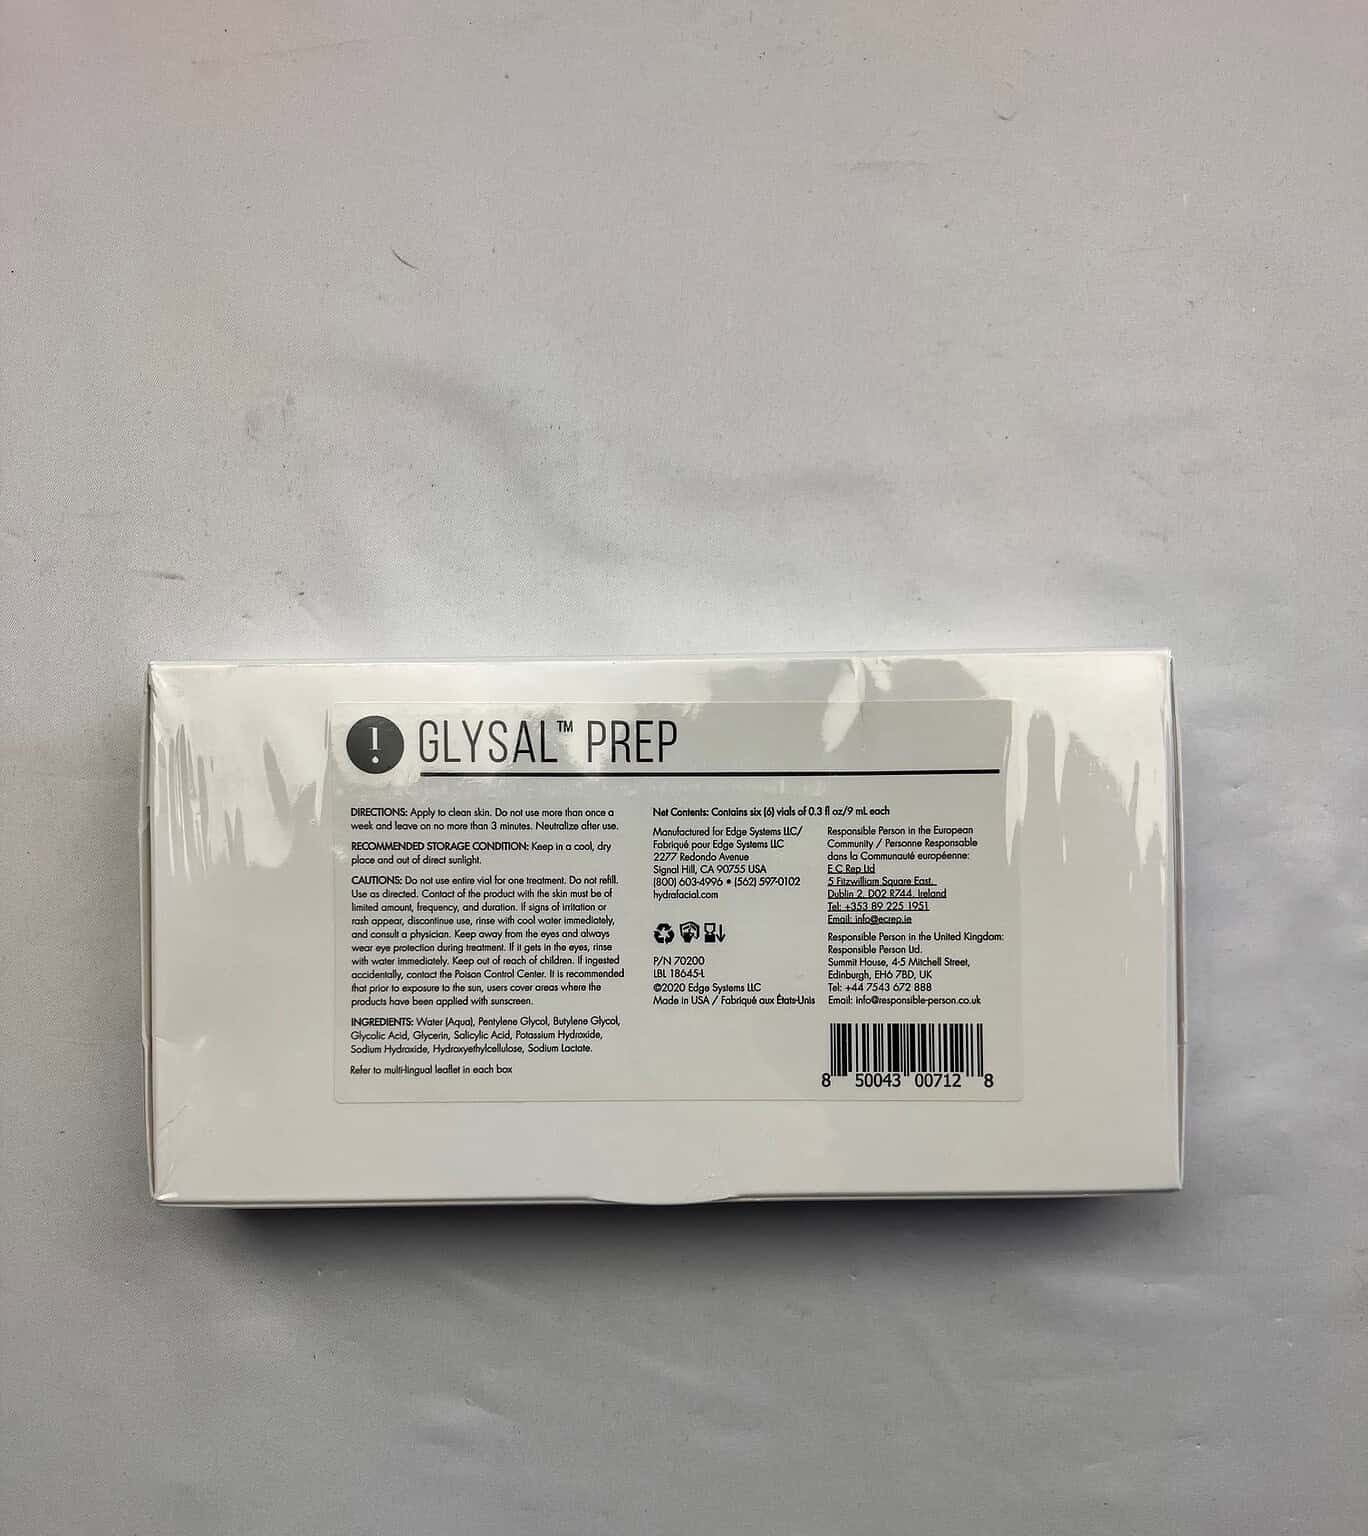 1
GLYSAL™ PREP
DIRECTIONS: Apply to clean skin. Do not use more than once a
week and leave on no more than 3 minutes. Neutralize after use.
RECOMMENDED STORAGE CONDITION: Keep in a cool, dry
place and out of direct sunlight.
CAUTIONS: Do not use entire vial for one treatment. Do not refill.
Use as directed. Contact of the product with the skin must be of
limited amount, frequency, and duration. If signs of irritation or
rash appear, discontinue use, rinse with cool water immediately,
and consult a physician. Keep away from the eyes and always
wear eye protection during treatment. If it gets in the eyes, rinse
with water immediately. Keep out of reach of children. If ingested
accidentally, contact the Poison Control Center. It is recommended
that prior to exposure to the sun, users cover areas where the
products have been applied with sunscreen.
INGREDIENTS: Water (Aqua), Pentylene Glycol, Butylene Glycol,
Glycolic Acid, Glycerin, Salicylic Acid, Potassium Hydroxide,
Sodium Hydroxide, Hydroxyethylcellulose, Sodium Lactate.
Refer to multi-lingual leaflet in each box
Net Contents: Contains six (6) vials of 0.3 fl oz/9 mL each
Manufactured for Edge Systems LLC/
Fabriqué pour Edge Systems LLC
2277 Redondo Avenue
Signal Hill, CA 90755 USA
(800) 603-4996 • (562) 597-0102
hydrafacial.com
P/N 70200
LBL 18645-L
©2020 Edge Systems LLC
Made in USA / Fabriqué aux États-Unis
Responsible Person in the European
Community / Personne Responsable
dans la Communauté européenne:
E C Rep Ltd
5 Fitzwilliam Square East,
Dublin 2, D02 R744, Ireland
Tel: +353 89 225 1951
Email: info@ecrep.ie
Responsible Person in the United Kingdom:
Responsible Person Ltd.
Summit House, 4-5 Mitchell Street,
Edinburgh, EH6 7BD, UK
Tel: +44 7543 672 888
Email: info@responsible-person.co.uk
8 50043 00712 8